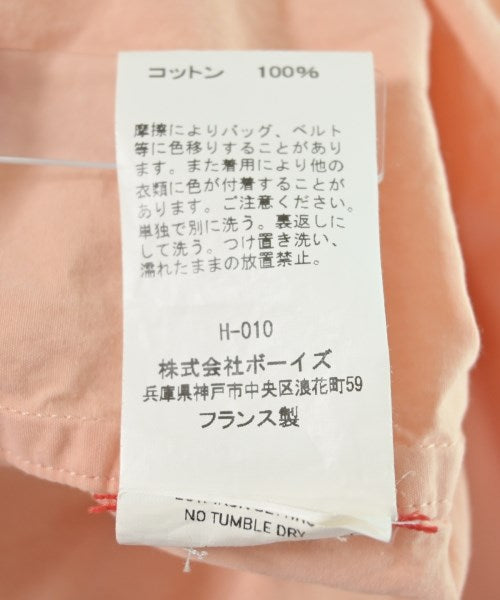 コットン 100%
摩擦によりバッグ、ベルト
等に色移りすることがあり
ます。また着用により他の
衣類に色が付着することが
あります。ご注意ください。
単独で別に洗う。裏返しに
して洗う。つけ置き洗い、
濡れたままの放置禁止。
H-010
株式会社ボーイズ
兵庫県神戸市中央区浪花町59
フランス製
NO TUMBLE DRY